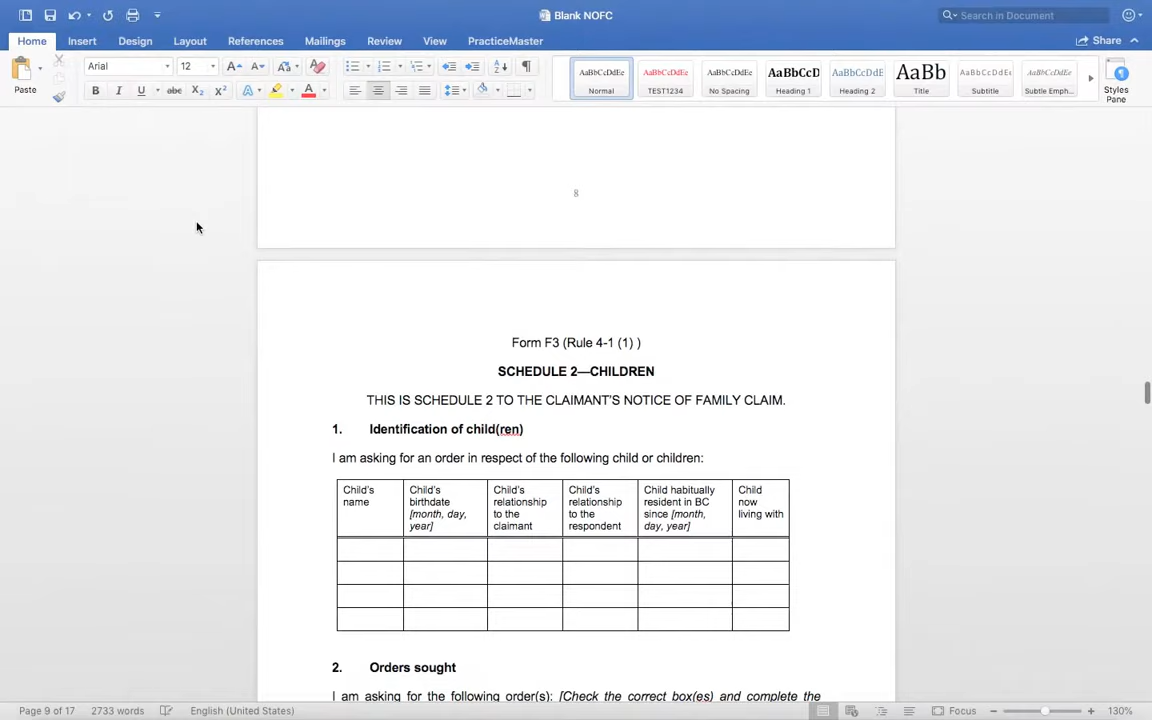 Blank NOFC
Search in Document
Home Insert Design Layout References Mailings Review View PracticeMaster
Share
Paste
Arial 12
AaBbCcDdEe AaBbCcDdEe AaBbCcDdEe AaBbCcD AaBbCcDdE AaBb AaBbCcDdEe AaBbCcDdEe
Normal TEST1234 No Spacing Heading 1 Heading 2 Title Subtitle Subtle Emph...
Styles
Pane
8
Form F3 (Rule 4-1 (1) )
SCHEDULE 2—CHILDREN
THIS IS SCHEDULE 2 TO THE CLAIMANT'S NOTICE OF FAMILY CLAIM.
1. Identification of child(ren)
I am asking for an order in respect of the following child or children:
Child's name
Child's birthdate [month, day, year]
Child's relationship to the claimant
Child's relationship to the respondent
Child habitually resident in BC since [month, day, year]
Child now living with
2. Orders sought
I am asking for the following order(s): [Check the correct box(es) and complete the
Page 9 of 17 2733 words English (United States) Focus 130%